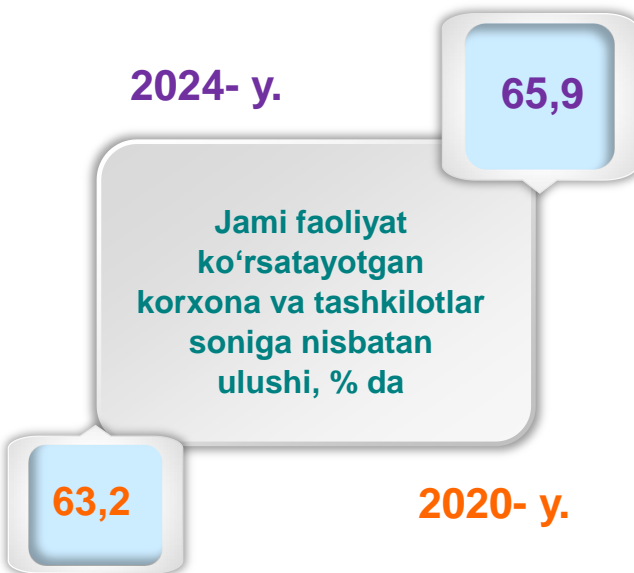 2024- y.
65,9
Jami faoliyat
ko‘rsatayotgan
korxona va tashkilotlar
soniga nisbatan
ulushi, % da
63,2
2020- y.